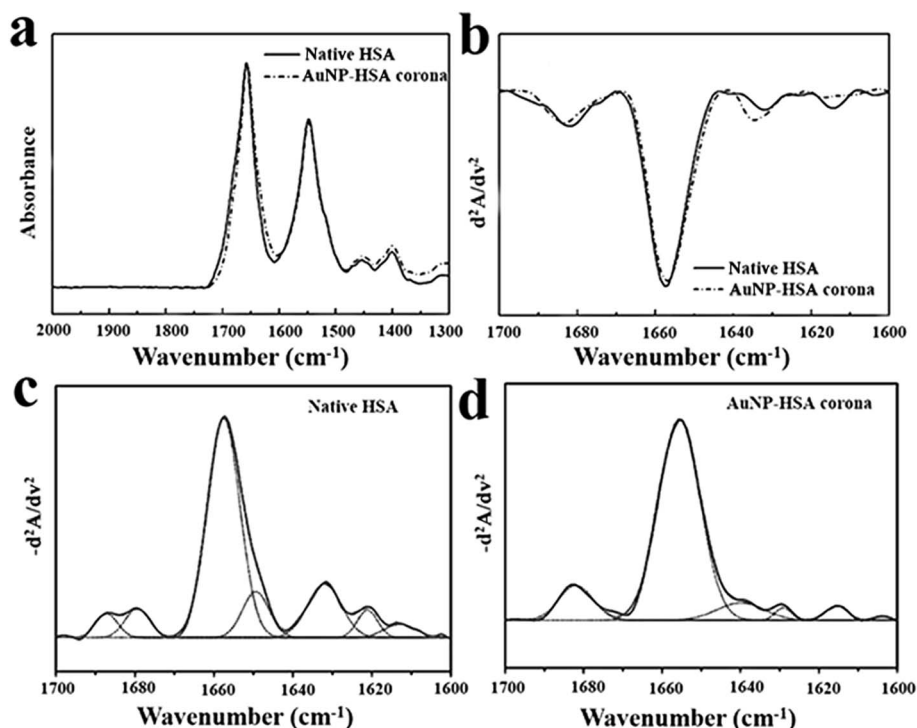 a
Native HSA
AuNP-HSA corona
Absorbance
2000 1900 1800 1700 1600 1500 1400 1300
Wavenumber (cm⁻¹)
b
Native HSA
AuNP-HSA corona
d²A/dv²
1700 1680 1660 1640 1620 1600
Wavenumber (cm⁻¹)
c
Native HSA
-d²A/dv²
1700 1680 1660 1640 1620 1600
Wavenumber (cm⁻¹)
d
AuNP-HSA corona
-d²A/dv²
1700 1680 1660 1640 1620 1600
Wavenumber (cm⁻¹)